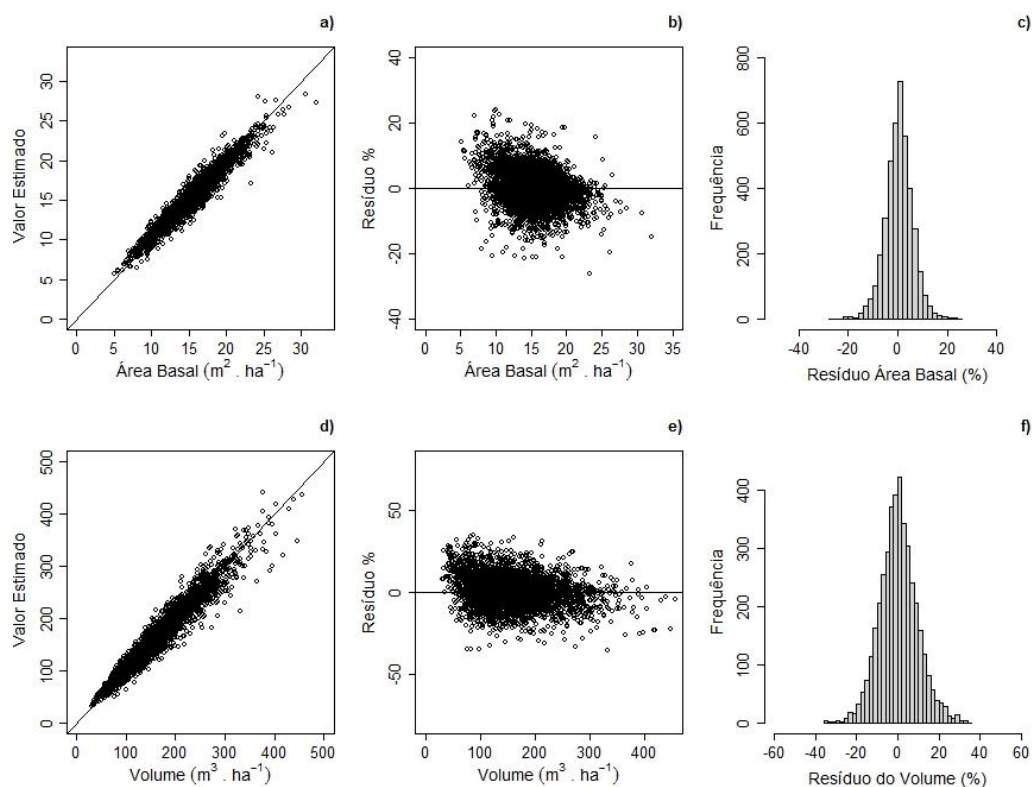 a)
Valor Estimado
30
25
20
15
10
5
0
0 5 10 15 20 25 30
Área Basal (m² . ha⁻¹)
b)
Resíduo %
40
20
0
-20
-40
0 5 10 15 20 25 30 35
Área Basal (m² . ha⁻¹)
c)
Frequência
800
600
400
200
0
-40 -20 0 20 40
Resíduo Área Basal (%)
d)
Valor Estimado
500
400
300
200
100
0
0 100 200 300 400 500
Volume (m³ . ha⁻¹)
e)
Resíduo %
50
0
-50
0 100 200 300 400
Volume (m³ . ha⁻¹)
f)
Frequência
400
300
200
100
0
-60 -40 -20 0 20 40 60
Resíduo do Volume (%)